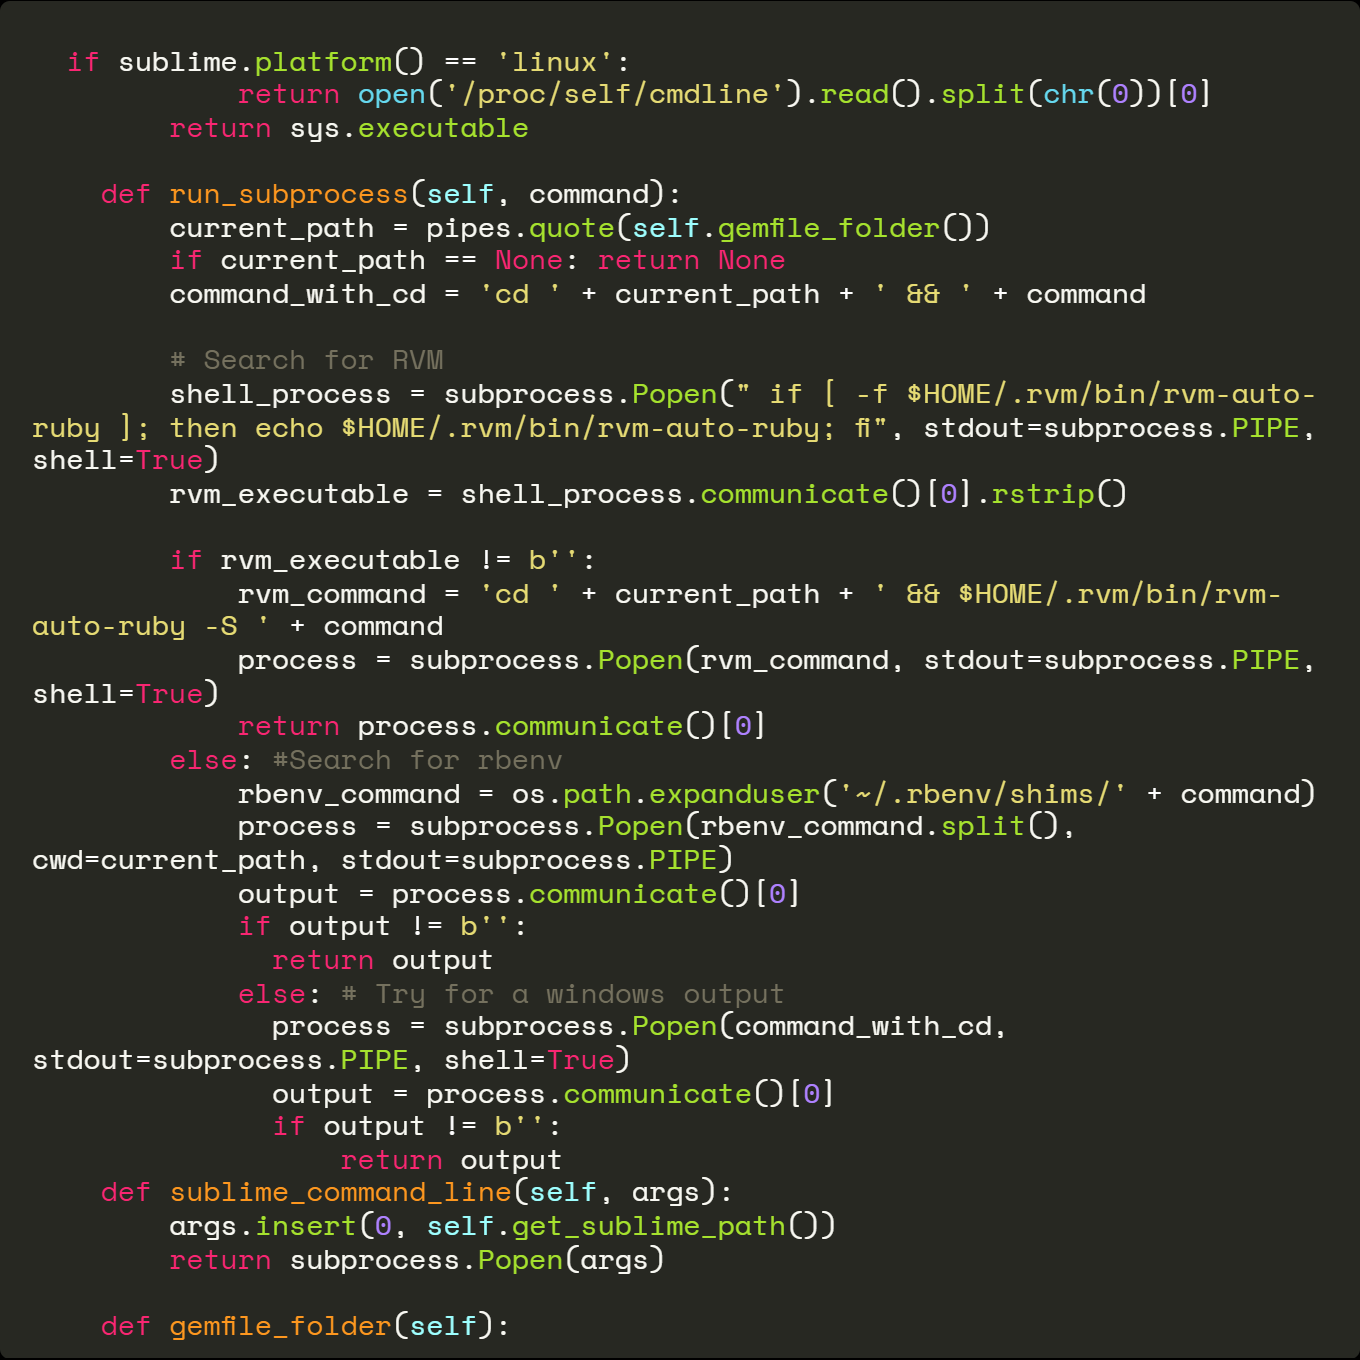 if sublime.platform() == 'linux':
            return open('/proc/self/cmdline').read().split(chr(0))[0]
        return sys.executable

    def run_subprocess(self, command):
        current_path = pipes.quote(self.gemfile_folder())
        if current_path == None: return None
        command_with_cd = 'cd ' + current_path + ' && ' + command

        # Search for RVM
        shell_process = subprocess.Popen(" if [ -f $HOME/.rvm/bin/rvm-auto-
ruby ]; then echo $HOME/.rvm/bin/rvm-auto-ruby; fi", stdout=subprocess.PIPE,
shell=True)
        rvm_executable = shell_process.communicate()[0].rstrip()

        if rvm_executable != b'':
            rvm_command = 'cd ' + current_path + ' && $HOME/.rvm/bin/rvm-
auto-ruby -S ' + command
            process = subprocess.Popen(rvm_command, stdout=subprocess.PIPE,
shell=True)
            return process.communicate()[0]
        else: #Search for rbenv
            rbenv_command = os.path.expanduser('~/.rbenv/shims/' + command)
            process = subprocess.Popen(rbenv_command.split(),
cwd=current_path, stdout=subprocess.PIPE)
            output = process.communicate()[0]
            if output != b'':
              return output
            else: # Try for a windows output
              process = subprocess.Popen(command_with_cd,
stdout=subprocess.PIPE, shell=True)
              output = process.communicate()[0]
              if output != b'':
                  return output
    def sublime_command_line(self, args):
        args.insert(0, self.get_sublime_path())
        return subprocess.Popen(args)

    def gemfile_folder(self):